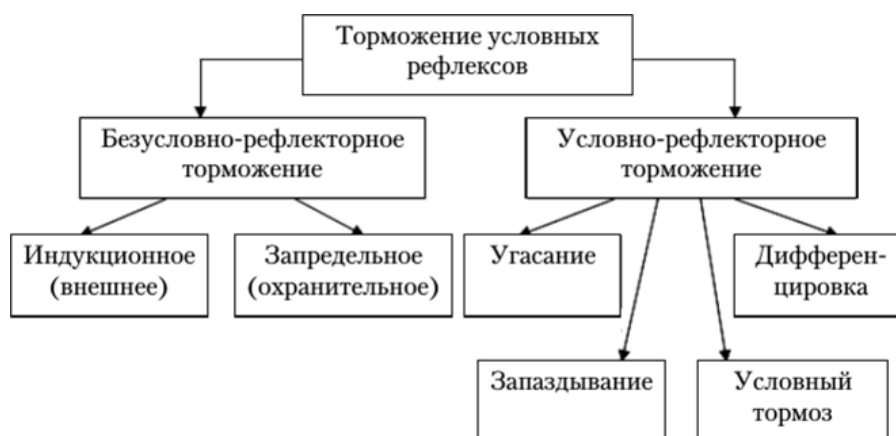 Торможение условных
рефлексов
Безусловно-рефлекторное
торможение
Условно-рефлекторное
торможение
Индукционное
(внешнее)
Запредельное
(охранительное)
Угасание
Дифферен-
цировка
Запаздывание
Условный
тормоз